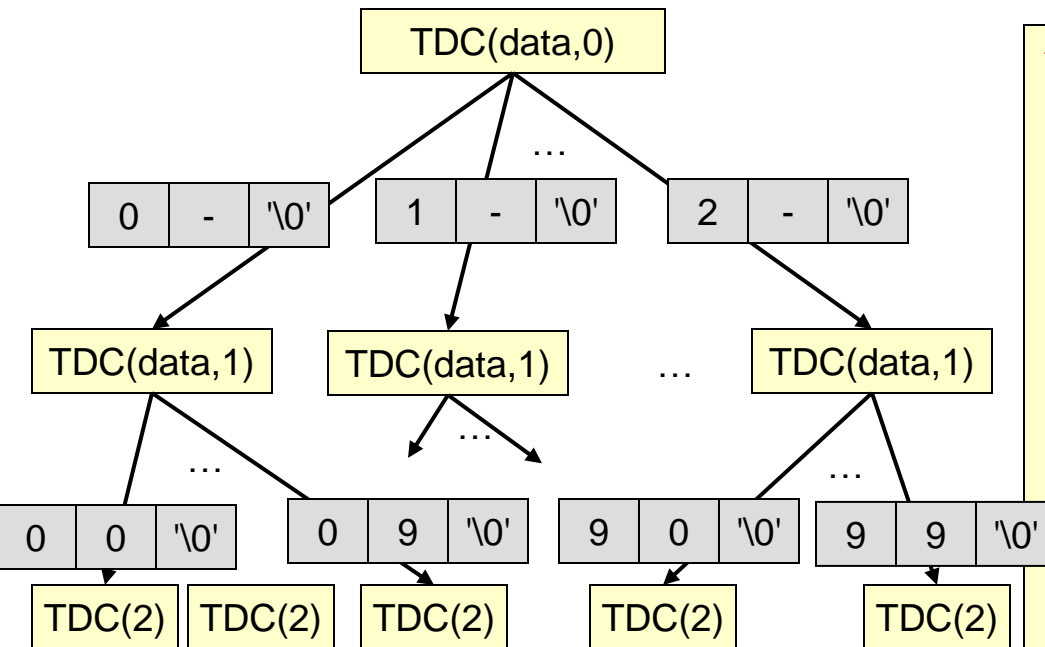 TDC(data,0)
…
0 - '\0' 1 - '\0' 2 - '\0'
TDC(data,1) TDC(data,1) … TDC(data,1)
… … …
0 0 '\0' 0 9 '\0' 9 0 '\0' 9 9 '\0'
TDC(2) TDC(2) TDC(2) TDC(2) TDC(2)